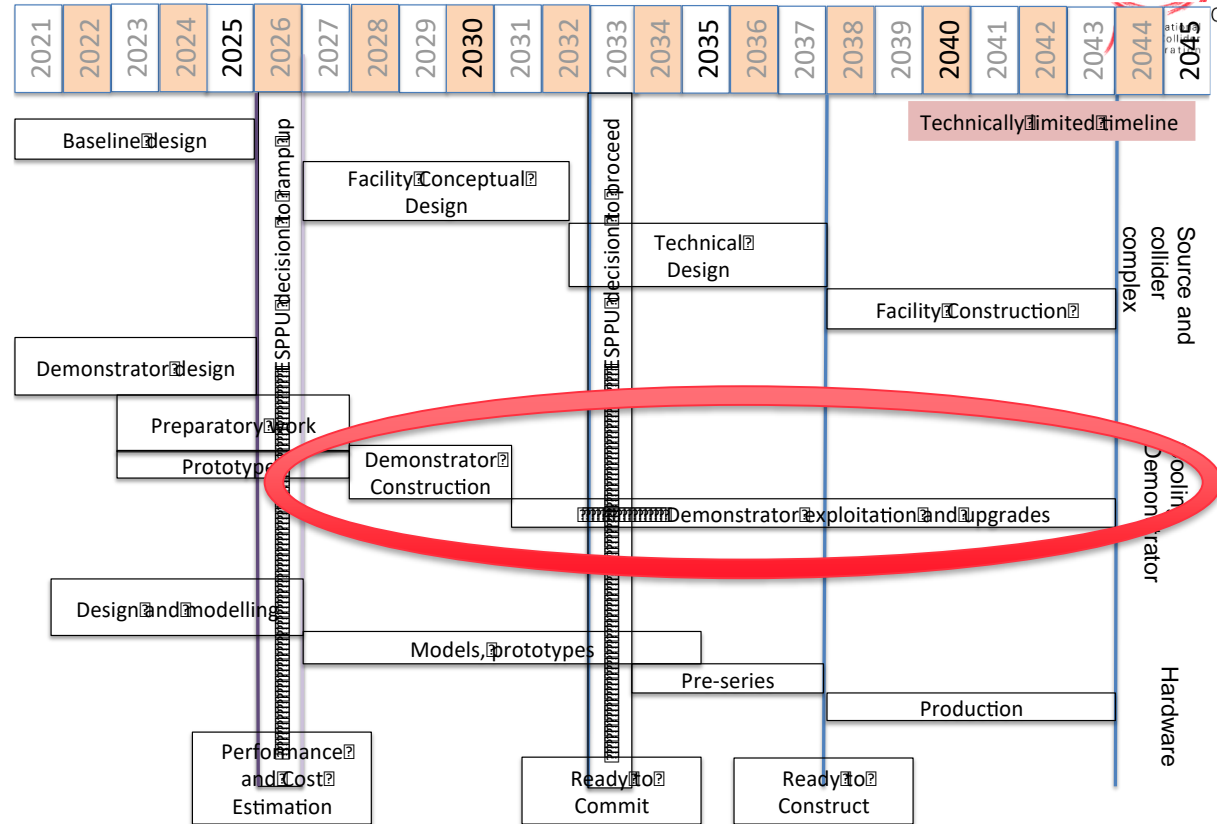 2021 2022 2023 2024 2025 2026 2027 2028 2029 2030 2031 2032 2033 2034 2035 2036 2037 2038 2039 2040 2041 2042 2043 2044 2045
Technically limited timeline
Baseline design
ESPPU decision to ramp up
ESPPU decision to proceed
Facility Conceptual
Design
Technical
Design
Facility Construction
Source and
collider
complex
Demonstrator design
Preparatory work
Prototype
Demonstrator
Construction
Demonstrator exploitation and upgrades
Demonstrator
Design and modelling
Models, prototypes
Pre-series
Production
Hardware
Performance
and Cost
Estimation
Ready to
Commit
Ready to
Construct